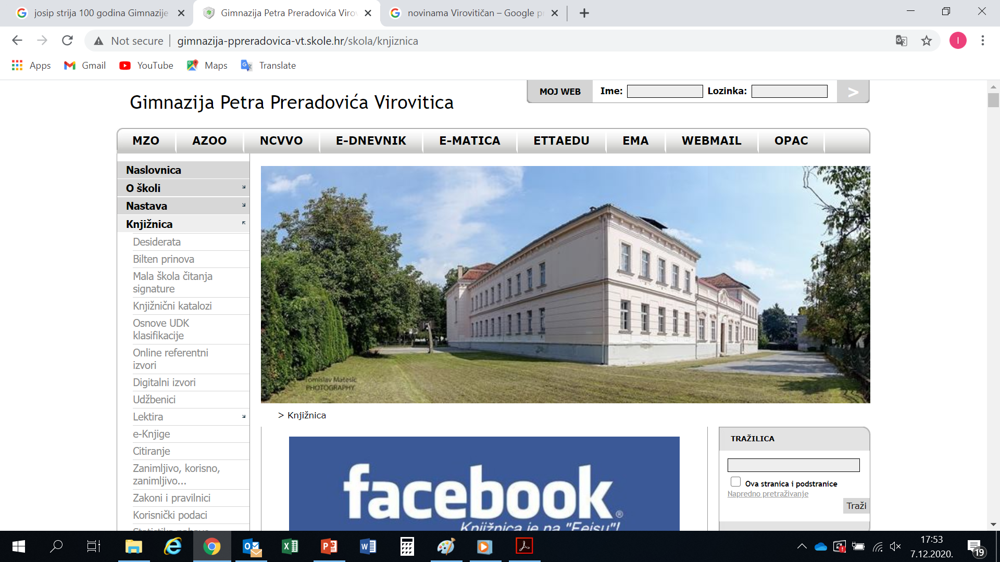 josip strija 100 godina Gimnazije
Gimnazija Petra Preradovića Viro
novinama Virovitičan – Google p
Not secure
gimnazija-ppreradovica-vt.skole.hr/skola/knjiznica
I
Apps
Gmail
YouTube
Maps
Translate
Gimnazija Petra Preradovića Virovitica
MOJ WEB
Ime:
Lozinka:
>
MZO
AZOO
NCVVO
E-DNEVNIK
E-MATICA
ETTAEDU
EMA
WEBMAIL
OPAC
Naslovnica
O školi
Nastava
Knjižnica
Desiderata
Bilten prinova
Mala škola čitanja
signature
Knjižnični katalozi
Osnove UDK
klasifikacije
Online referentni
izvori
Digitalni izvori
Udžbenici
Lektira
e-Knjige
Citiranje
Zanimljivo, korisno,
zanimljivo...
Zakoni i pravilnici
Korisnički podaci
Tomislav Matesic
PHOTOGRAPHY
> Knjižnica
facebook®
Knjižnica je na "Fejsu"!
TRAŽILICA
Ova stranica i podstranice
Napredno pretraživanje
Traži
17:53
7.12.2020.
19